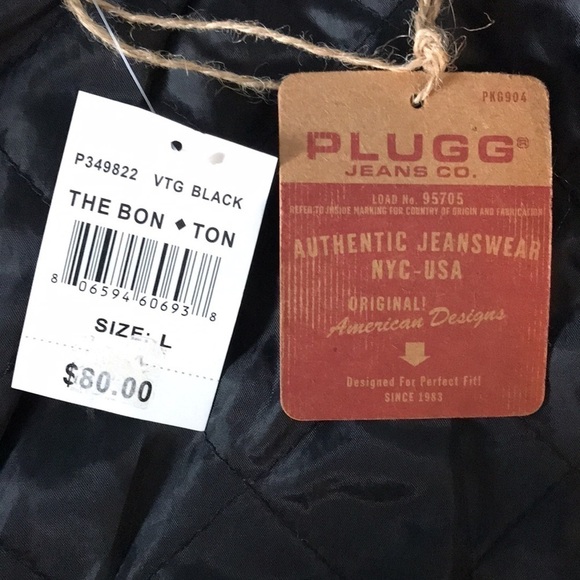 P349822 VTG BLACK
THE BON ♦ TON
8 06594 60693 8
SIZE: L
$80.00
PKG904
PLUGG®
JEANS CO.
LOAD No. 95705
REFER TO INSIDE MARKING FOR COUNTRY OF ORIGIN AND FABRICATION
AUTHENTIC JEANSWEAR
NYC-USA
ORIGINAL!
American Designs
Designed For Perfect Fit!
SINCE 1983